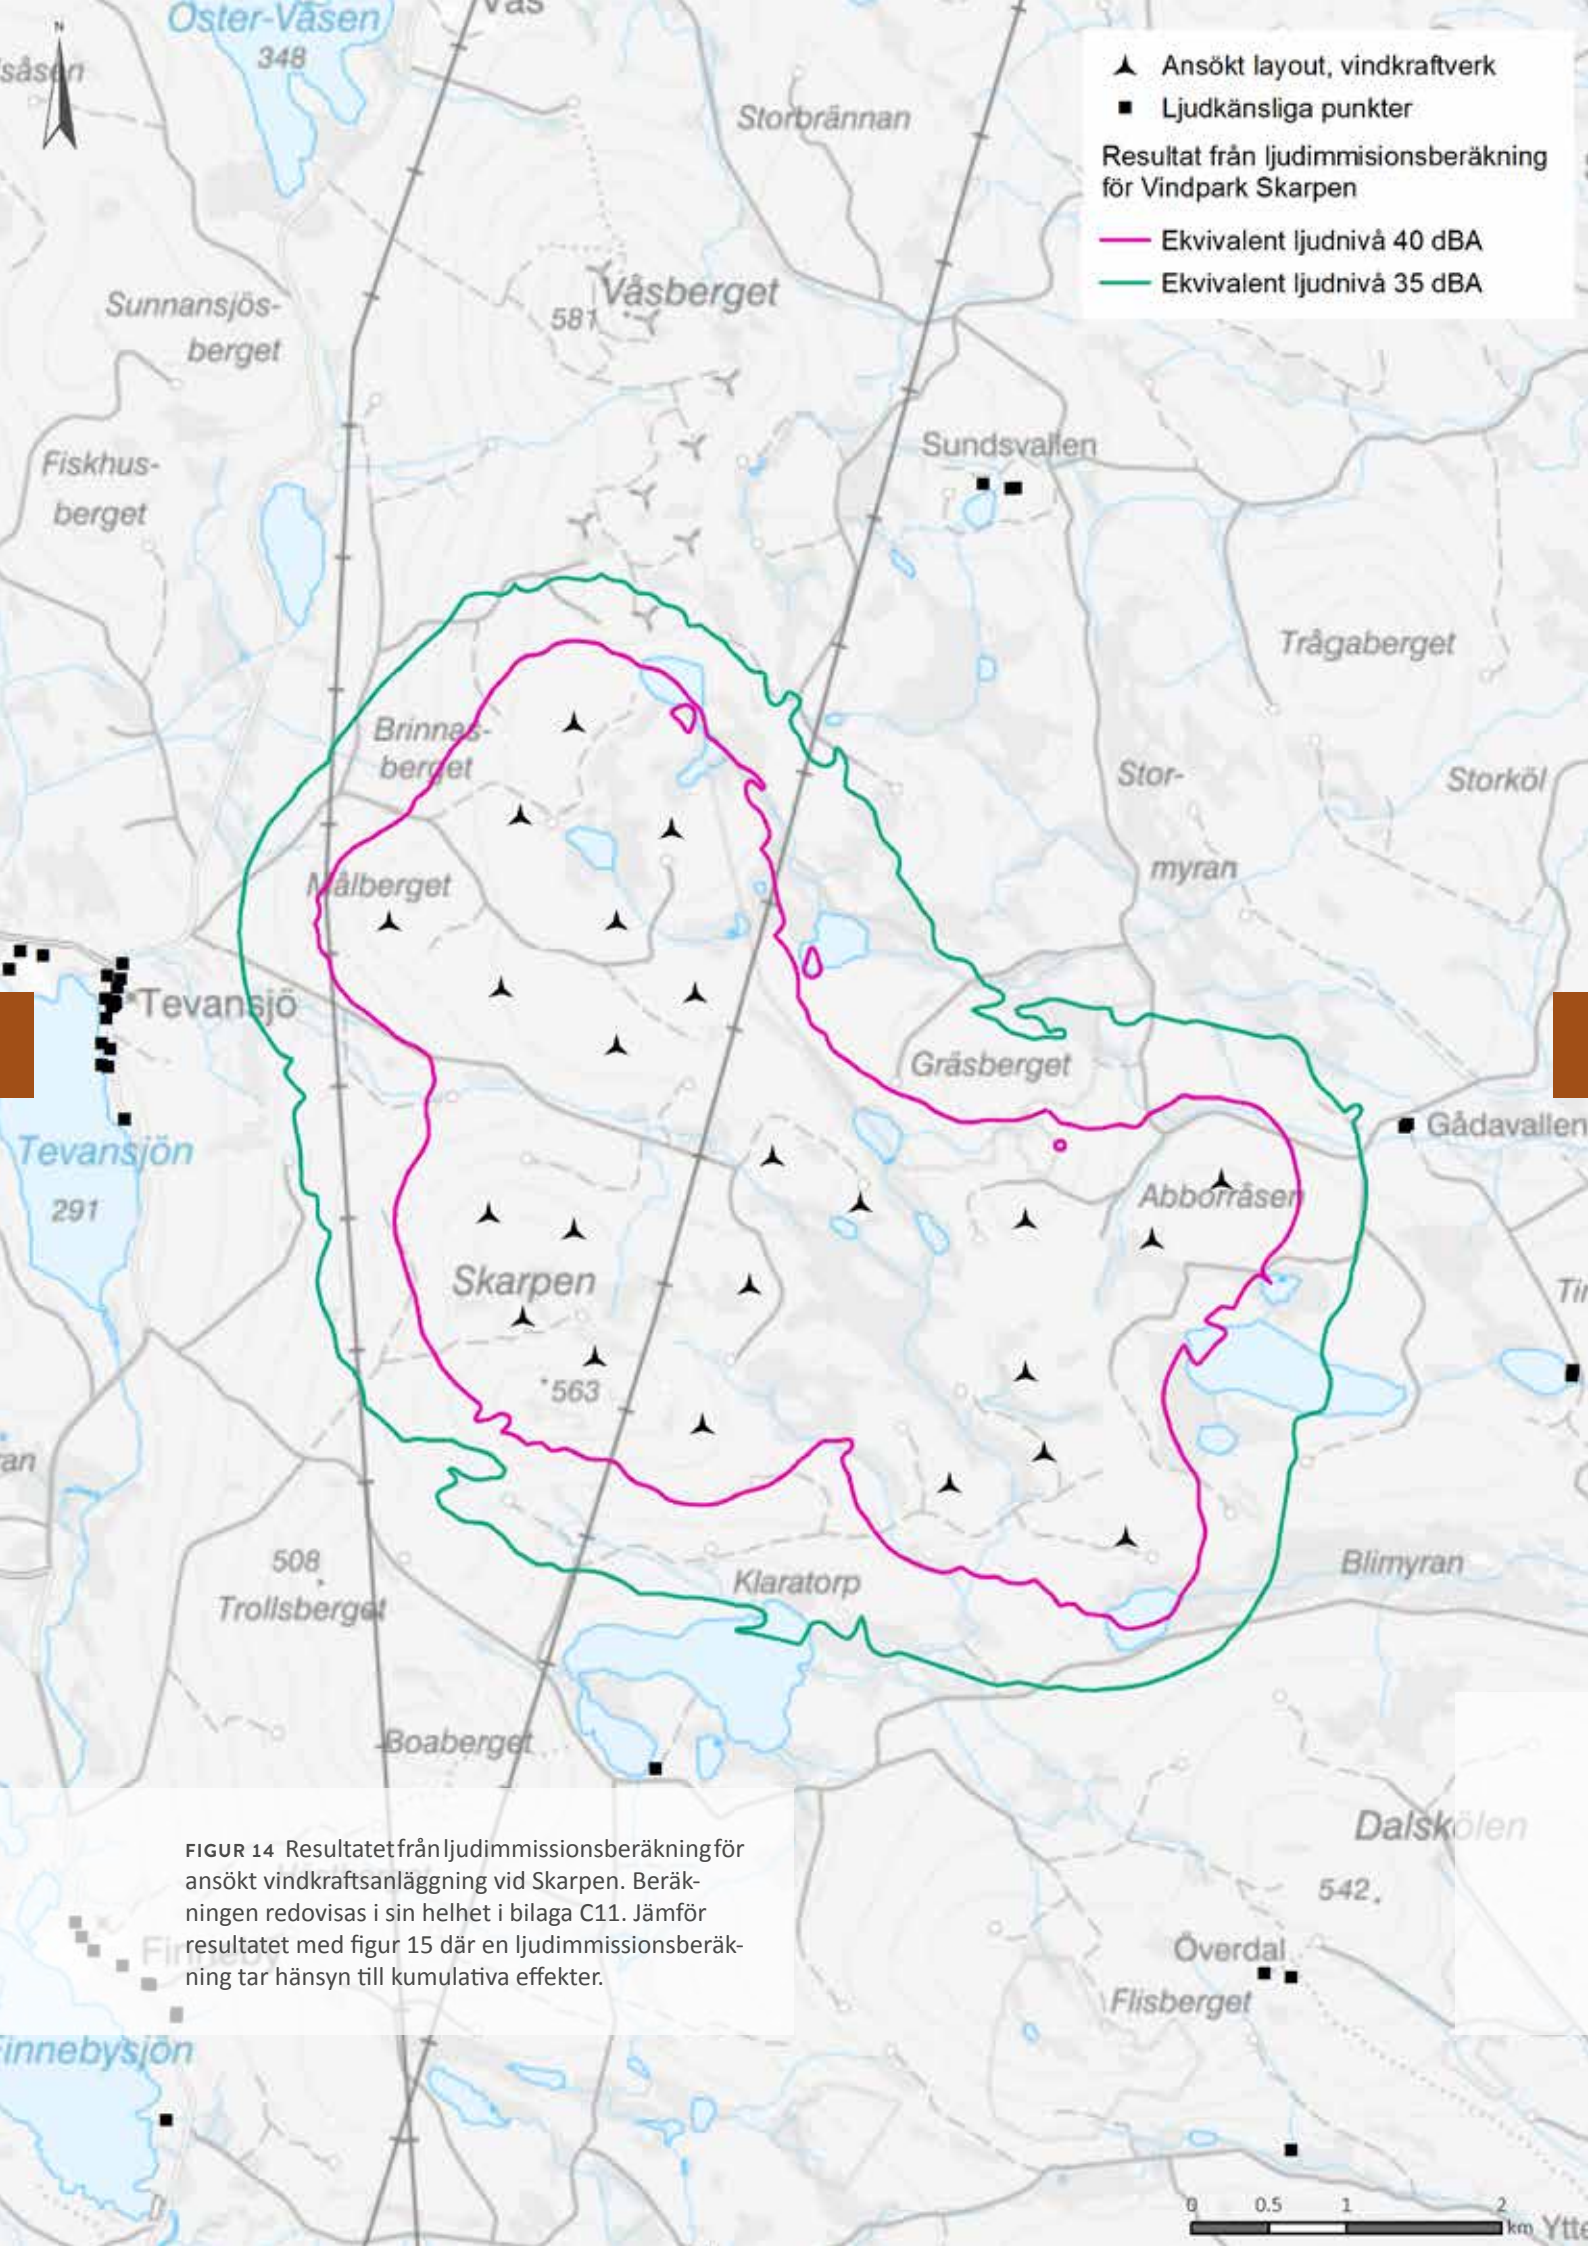 N
Öster-Väsen
348
Storbrännan
Ansökt layout, vindkraftverk
Ljudkänsliga punkter
Resultat från ljudimmisionsberäkning
för Vindpark Skarpen
Ekvivalent ljudnivå 40 dBA
Ekvivalent ljudnivå 35 dBA
Sunnansjös-
berget
Våsberget
581
Fiskhus-
berget
Sundsvallen
Trågaberget
Brinnas-
berget
Stor-
myran
Storköl
Målberget
Tevansjö
Gräsberget
Gådavallen
Tevansjön
291
Abborråsen
Skarpen
563
508
Trollsberget
Klaratorp
Blimyran
Boaberget
FIGUR 14 Resultatet från ljudimmissionsberäkning för
ansökt vindkraftsanläggning vid Skarpen. Beräk-
ningen redovisas i sin helhet i bilaga C11. Jämför
resultatet med figur 15 där en ljudimmissionsberäk-
ning tar hänsyn till kumulativa effekter.
Dalskölen
542
Finneby
Överdal
Flisberget
innebysjön
0 0.5 1 2
km
Ytte